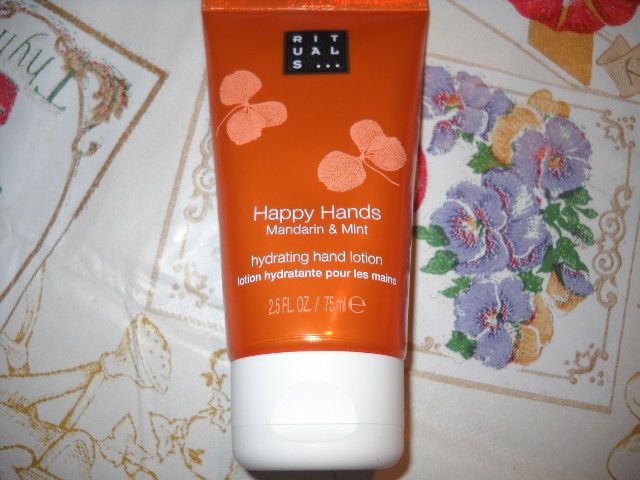 RIT
UAL
S...
Happy Hands
Mandarin & Mint
hydrating hand lotion
lotion hydratante pour les mains
2.5 FL. OZ. / 75 ml ℮